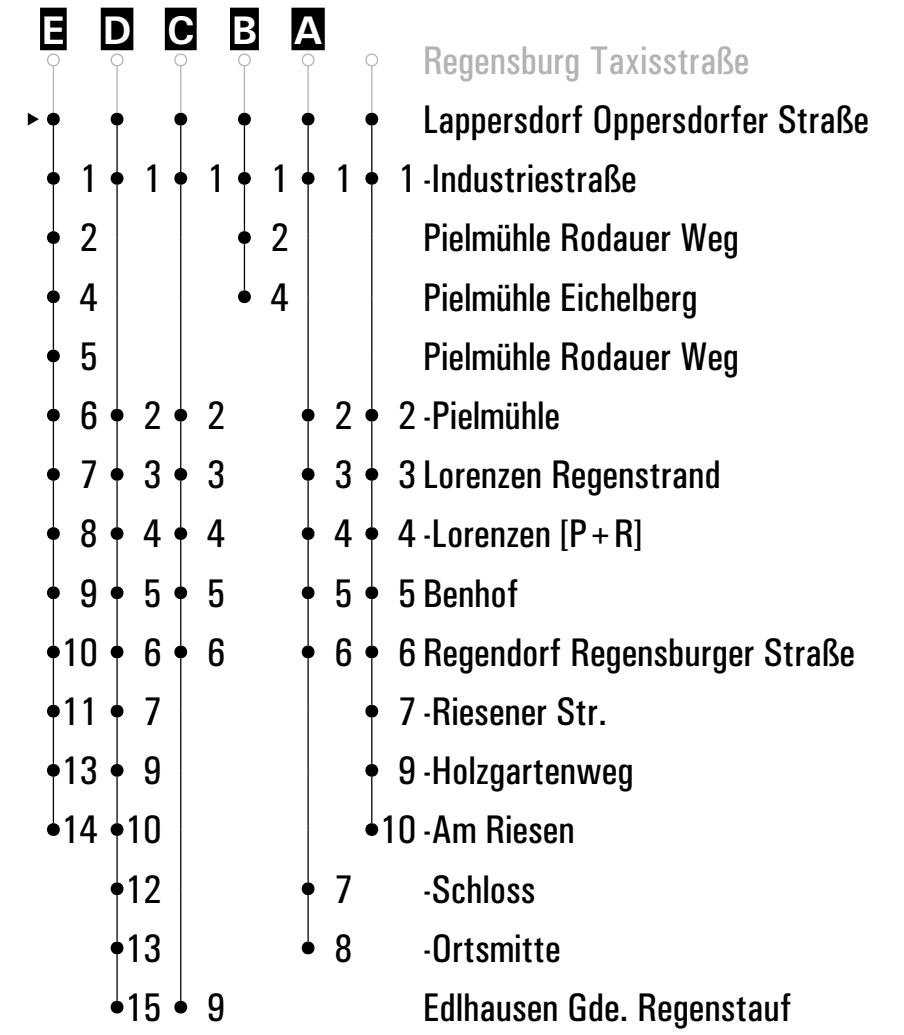 E D C B A
Regensburg Taxisstraße
Lappersdorf Oppersdorfer Straße
1 1 1 1 1 1 -Industriestraße
2 2 Pielmühle Rodauer Weg
4 4 Pielmühle Eichelberg
5 Pielmühle Rodauer Weg
6 2 2 2 2 -Pielmühle
7 3 3 3 3 Lorenzen Regenstrand
8 4 4 4 4 -Lorenzen [P+R]
9 5 5 5 5 Benhof
10 6 6 6 6 Regendorf Regensburger Straße
11 7 7 -Riesener Str.
13 9 9 -Holzgartenweg
14 10 10 -Am Riesen
12 7 -Schloss
13 8 -Ortsmitte
15 9 Edlhausen Gde. Regenstauf